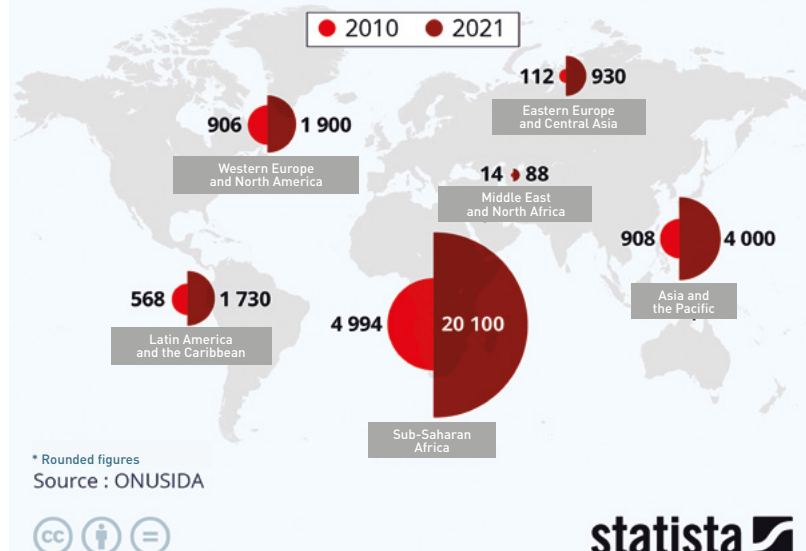 2010 2021
112 930
Eastern Europe
and Central Asia
906 1 900
Western Europe
and North America
14 88
Middle East
and North Africa
908 4 000
Asia and
the Pacific
568 1 730
Latin America
and the Caribbean
4 994 20 100
Sub-Saharan
Africa
* Rounded figures
Source : ONUSIDA
cc
statista